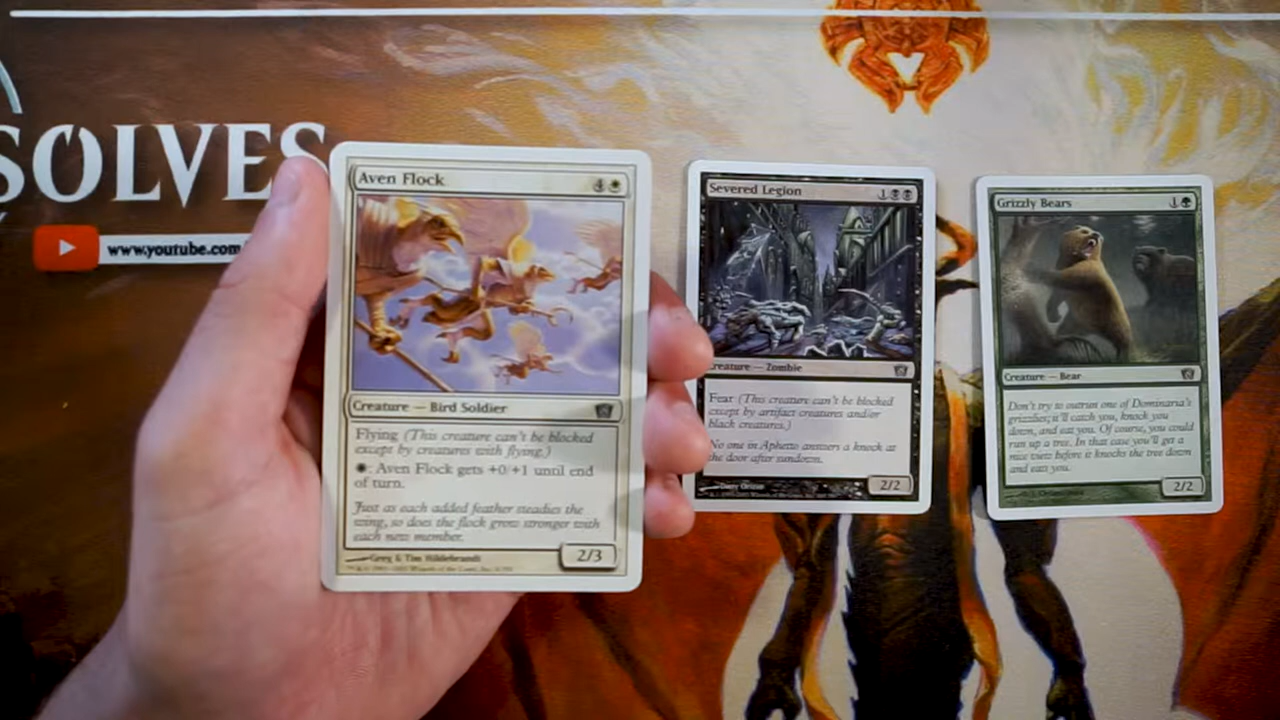 SOLVES
www.youtube.com
Aven Flock
4
Creature — Bird Soldier
Flying (This creature can't be blocked
except by creatures with flying.)
: Aven Flock gets +0/+1 until end
of turn.
Just as each added feather steadies the
wing, so does the flock grow stronger with
each new member.
Greg & Tim Hildebrandt
2/3
Severed Legion
1
Creature — Zombie
Fear (This creature can't be blocked
except by artifact creatures and/or
black creatures.)
No one in Aphetto answers a knock at
the door after sundown.
2/2
Grizzly Bears
1
Creature — Bear
Don't try to outrun one of Dominaria's
grizzlies; it'll catch you, knock you
down, and eat you. Of course, you could
run up a tree. In that case you'll get a
nice view before it knocks the tree down
and eats you.
2/2